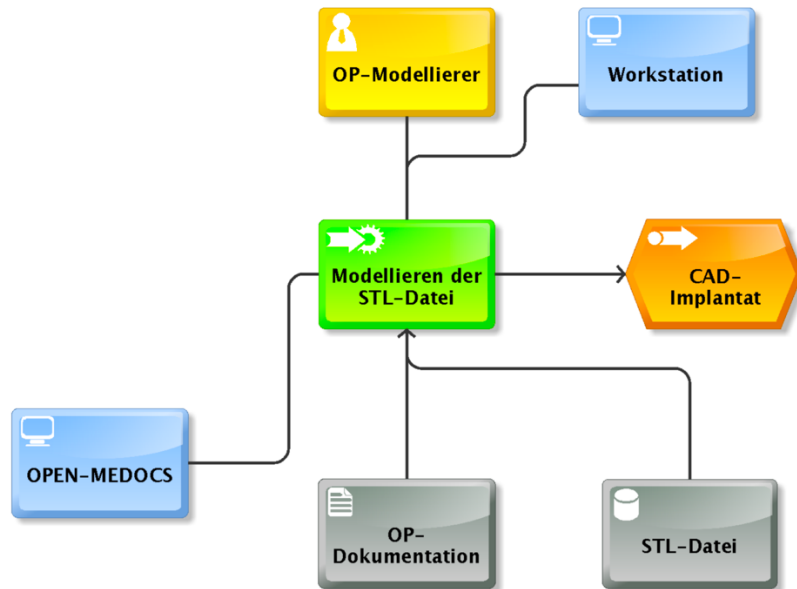 OP-Modellierer
Workstation
Modellieren der
STL-Datei
CAD-
Implantat
OPEN-MEDOCS
OP-
Dokumentation
STL-Datei